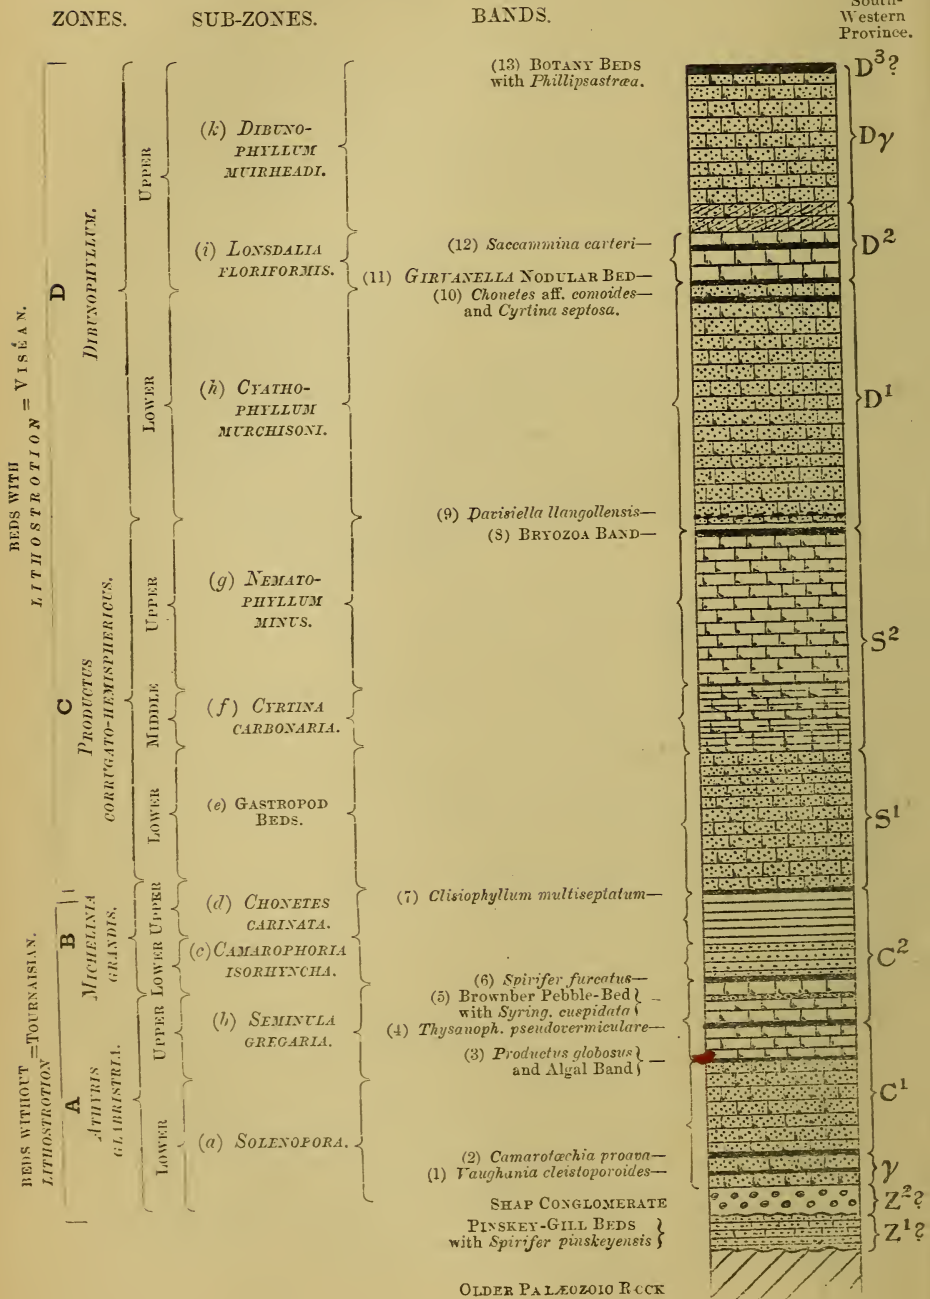 ZONES.
SUB-ZONES.
BANDS.
South-
Western
Province.
BEDS WITH
LITHOSTROTION = VISÉAN.
BEDS WITHOUT =TOURNAISIAN.
LITHOSTROTION
D
DIBUNOPHYLLUM.
C
PRODUCTUS
CORRUGATO-HEMISPHERICUS.
B
MICHELINIA
GRANDIS.
A
ATHYRIS
GLABRISTRIA.
UPPER
LOWER
UPPER
MIDDLE
LOWER
UPPER
LOWER
UPPER
LOWER
(k) DIBUNO-
PHYLLUM
MUIRHEADI.
(i) LONSDALIA
FLORIFORMIS.
(h) CYATHO-
PHYLLUM
MURCHISONI.
(g) NEMATO-
PHYLLUM
MINUS.
(f) CYRTINA
CARBONARIA.
(e) GASTROPOD
BEDS.
(d) CHONETES
CARINATA.
(c) CAMAROPHORIA
ISORHYNCHA.
(b) SEMINULA
GREGARIA.
(a) SOLENOPORA.
(13) BOTANY BEDS
with Phillipsastræa.
(12) Saccammina carteri—
(11) GIRVANELLA NODULAR BED—
(10) Chonetes aff. comoides—
and Cyrtina septosa.
(9) Davisiella llangollensis—
(8) BRYOZOA BAND—
(7) Clisiophyllum multiseptatum—
(6) Spirifer furcatus—
(5) Brownber Pebble-Bed
with Syring. cuspidata
(4) Thysanoph. pseudovermiculare—
(3) Productus globosus
and Algal Band
(2) Camarotœchia proava—
(1) Vaughania cleistoporoides—
SHAP CONGLOMERATE
PINSKEY-GILL BEDS
with Spirifer pinskeyensis
OLDER PALÆOZOIC ROCK
D³?
Dγ
D²
D¹
S²
S¹
C²
C¹
γ
Z²?
Z¹?